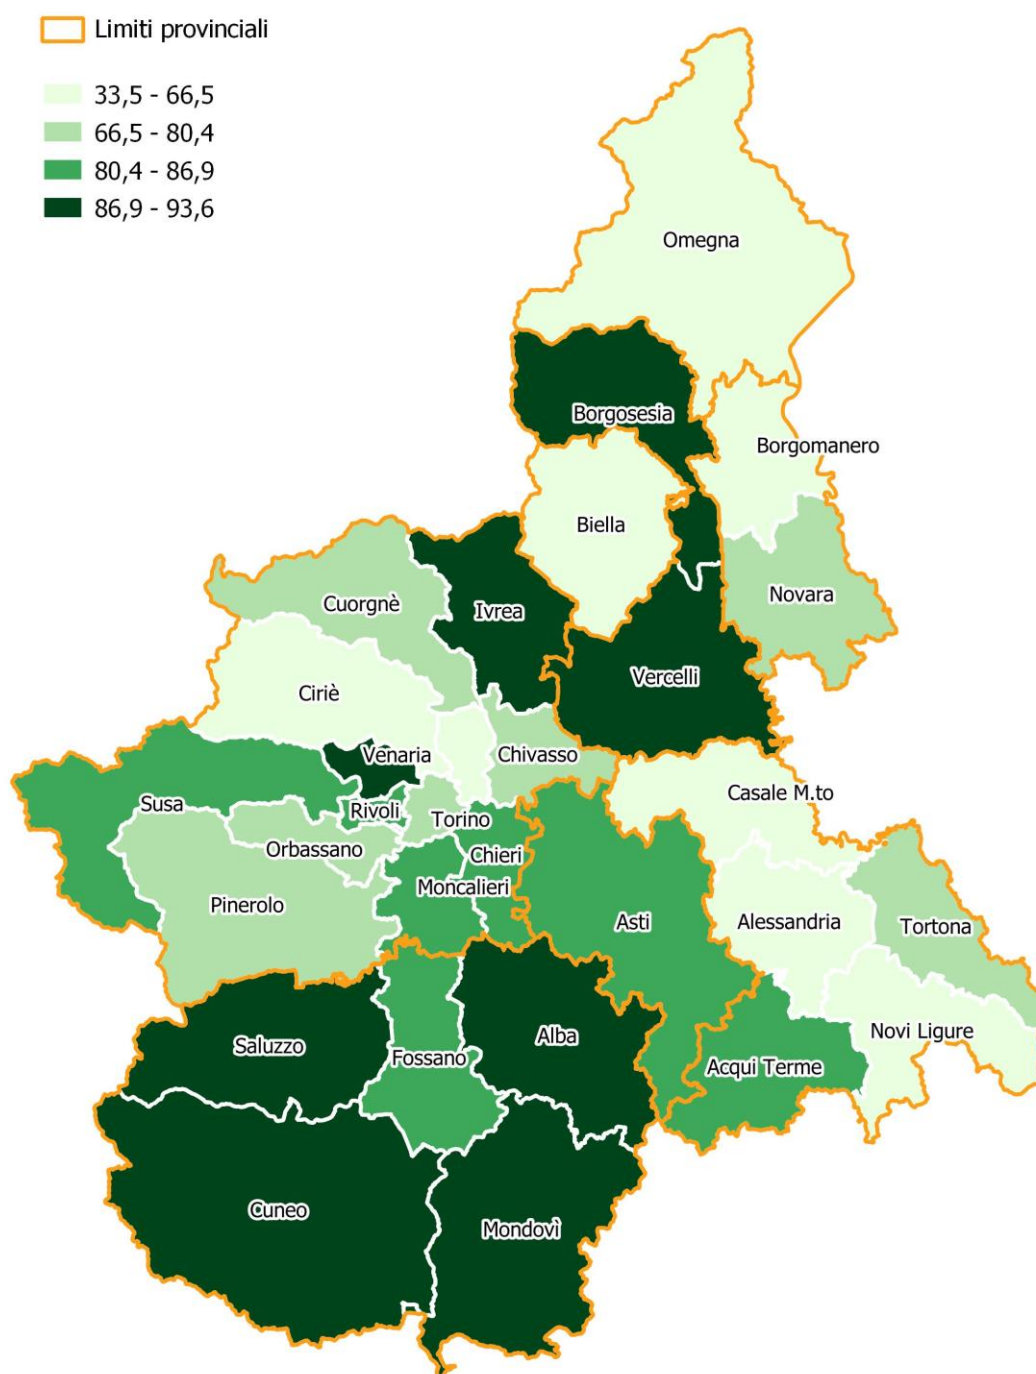 Limiti provinciali
33,5 - 66,5
66,5 - 80,4
80,4 - 86,9
86,9 - 93,6
Omegna
Borgosesia
Borgomanero
Biella
Novara
Cuorgnè
Ivrea
Vercelli
Ciriè
Venaria
Chivasso
Casale M.to
Susa
Rivoli
Torino
Orbassano
Chieri
Moncalieri
Pinerolo
Asti
Alessandria
Tortona
Saluzzo
Alba
Novi Ligure
Fossano
Acqui Terme
Cuneo
Mondovì